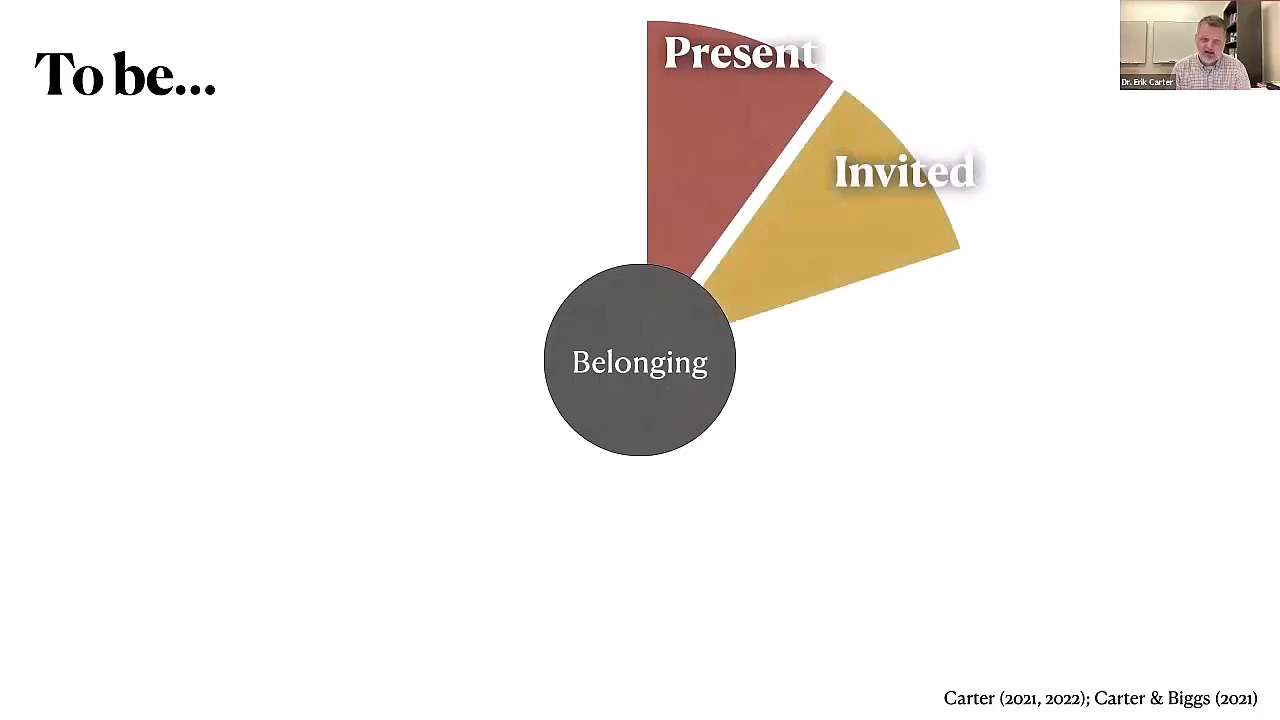 To be...
Present
Invited
Belonging
Dr. Erik Carter
Carter (2021, 2022); Carter & Biggs (2021)